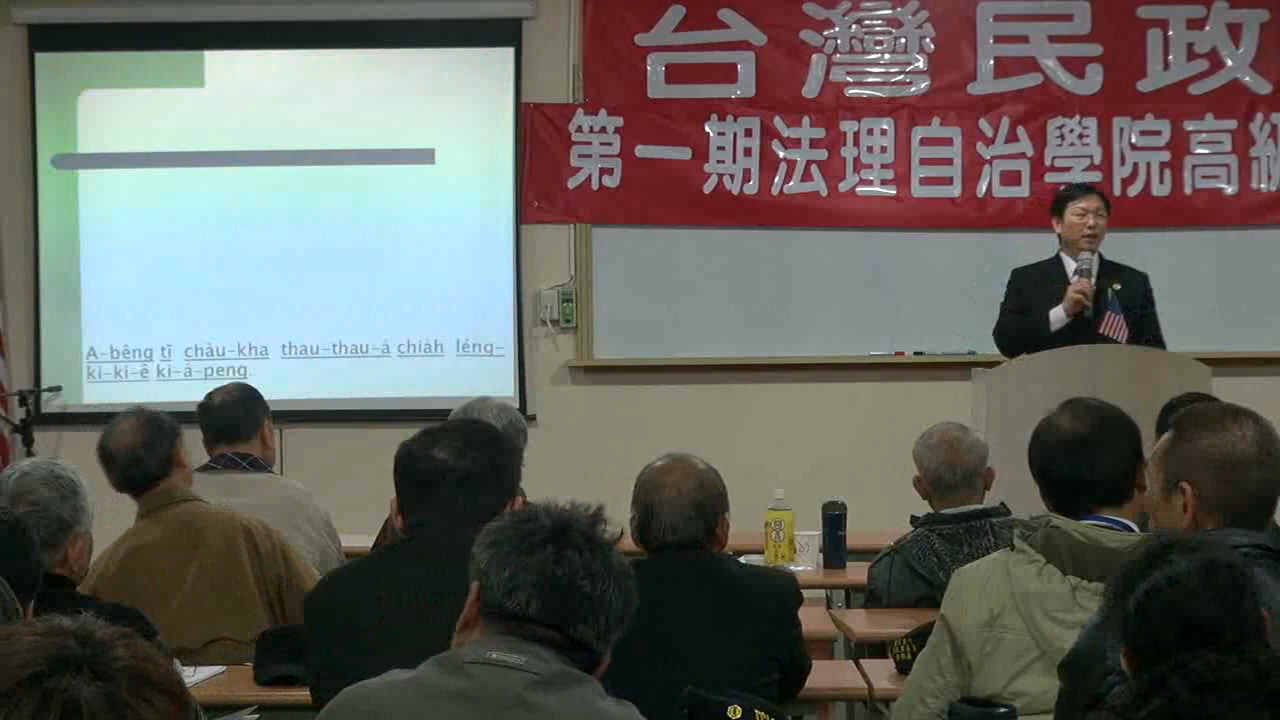 台灣民政
第一期法理自治學院高級
A-bêng tī chàu-kha thau-thau-á chiah léng-
ki-ki-ê ki-á-peng.